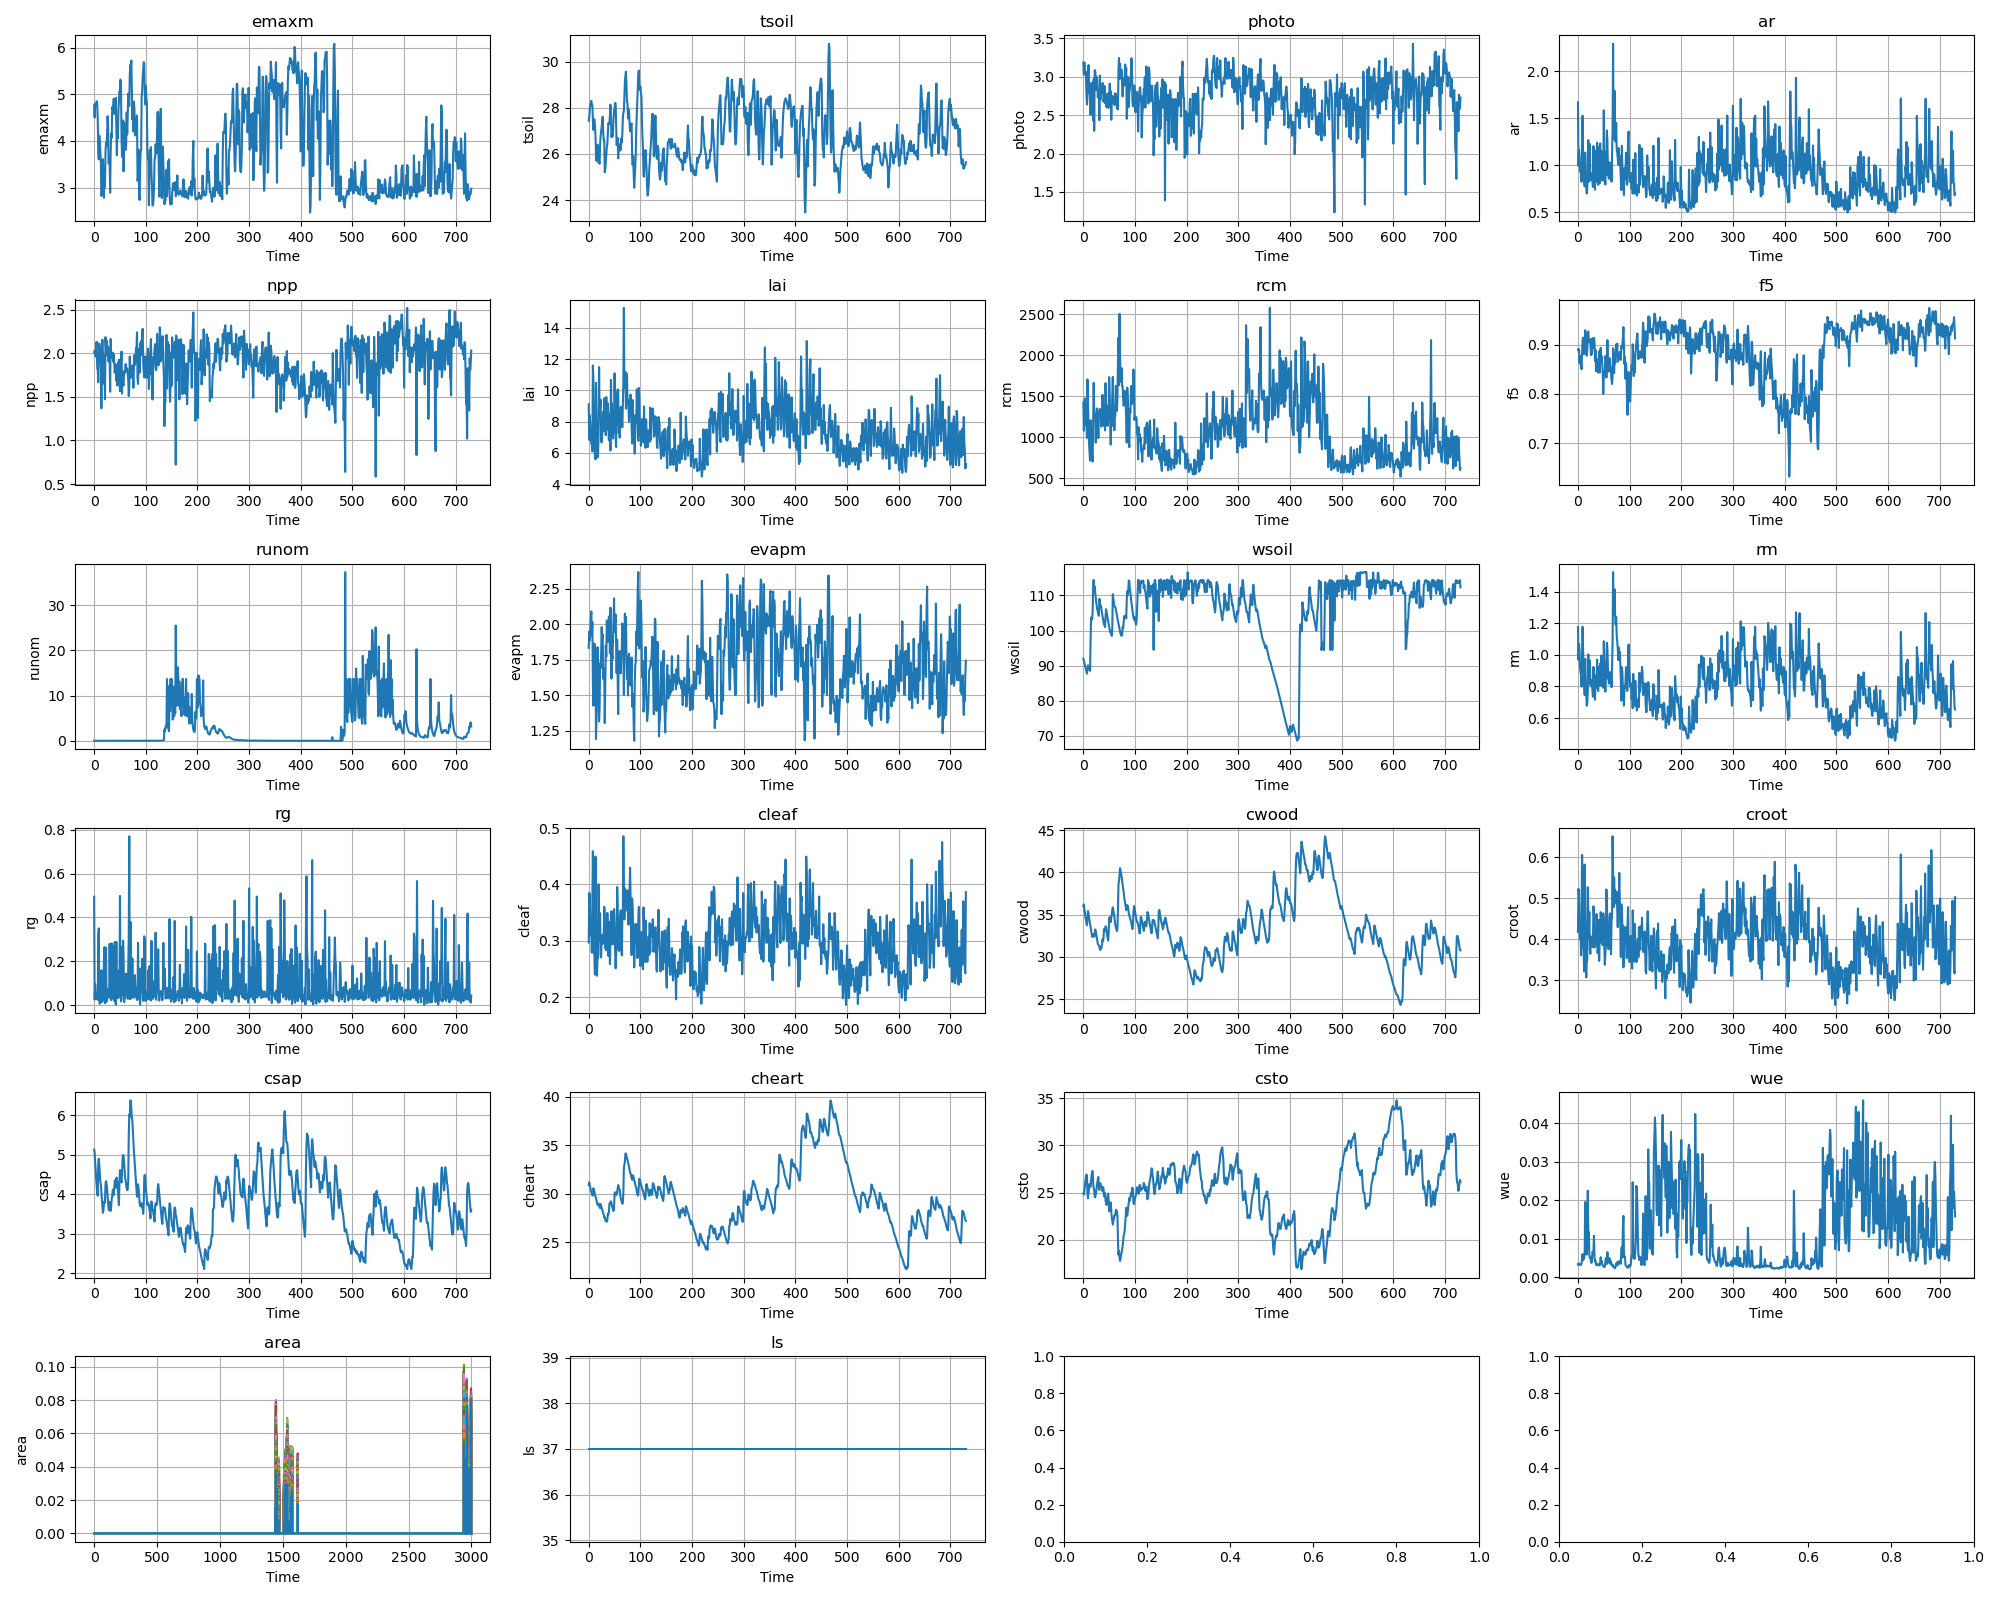 emaxm
emaxm
6
5
4
3
0 100 200 300 400 500 600 700
Time
tsoil
tsoil
30
28
26
24
0 100 200 300 400 500 600 700
Time
photo
photo
3.5
3.0
2.5
2.0
1.5
0 100 200 300 400 500 600 700
Time
ar
ar
2.0
1.5
1.0
0.5
0 100 200 300 400 500 600 700
Time
npp
npp
2.5
2.0
1.5
1.0
0.5
0 100 200 300 400 500 600 700
Time
lai
lai
14
12
10
8
6
4
0 100 200 300 400 500 600 700
Time
rcm
rcm
2500
2000
1500
1000
500
0 100 200 300 400 500 600 700
Time
f5
f5
0.9
0.8
0.7
0 100 200 300 400 500 600 700
Time
runom
runom
30
20
10
0
0 100 200 300 400 500 600 700
Time
evapm
evapm
2.25
2.00
1.75
1.50
1.25
0 100 200 300 400 500 600 700
Time
wsoil
wsoil
110
100
90
80
70
0 100 200 300 400 500 600 700
Time
rm
rm
1.4
1.2
1.0
0.8
0.6
0 100 200 300 400 500 600 700
Time
rg
rg
0.8
0.6
0.4
0.2
0.0
0 100 200 300 400 500 600 700
Time
cleaf
cleaf
0.5
0.4
0.3
0.2
0 100 200 300 400 500 600 700
Time
cwood
cwood
45
40
35
30
25
0 100 200 300 400 500 600 700
Time
croot
croot
0.6
0.5
0.4
0.3
0 100 200 300 400 500 600 700
Time
csap
csap
6
5
4
3
2
0 100 200 300 400 500 600 700
Time
cheart
cheart
40
35
30
25
0 100 200 300 400 500 600 700
Time
csto
csto
35
30
25
20
0 100 200 300 400 500 600 700
Time
wue
wue
0.04
0.03
0.02
0.01
0.00
0 100 200 300 400 500 600 700
Time
area
area
0.10
0.08
0.06
0.04
0.02
0.00
0 500 1000 1500 2000 2500 3000
Time
ls
ls
39
38
37
36
35
0 100 200 300 400 500 600 700
Time
1.0
0.8
0.6
0.4
0.2
0.0
0.0 0.2 0.4 0.6 0.8 1.0
1.0
0.8
0.6
0.4
0.2
0.0
0.0 0.2 0.4 0.6 0.8 1.0